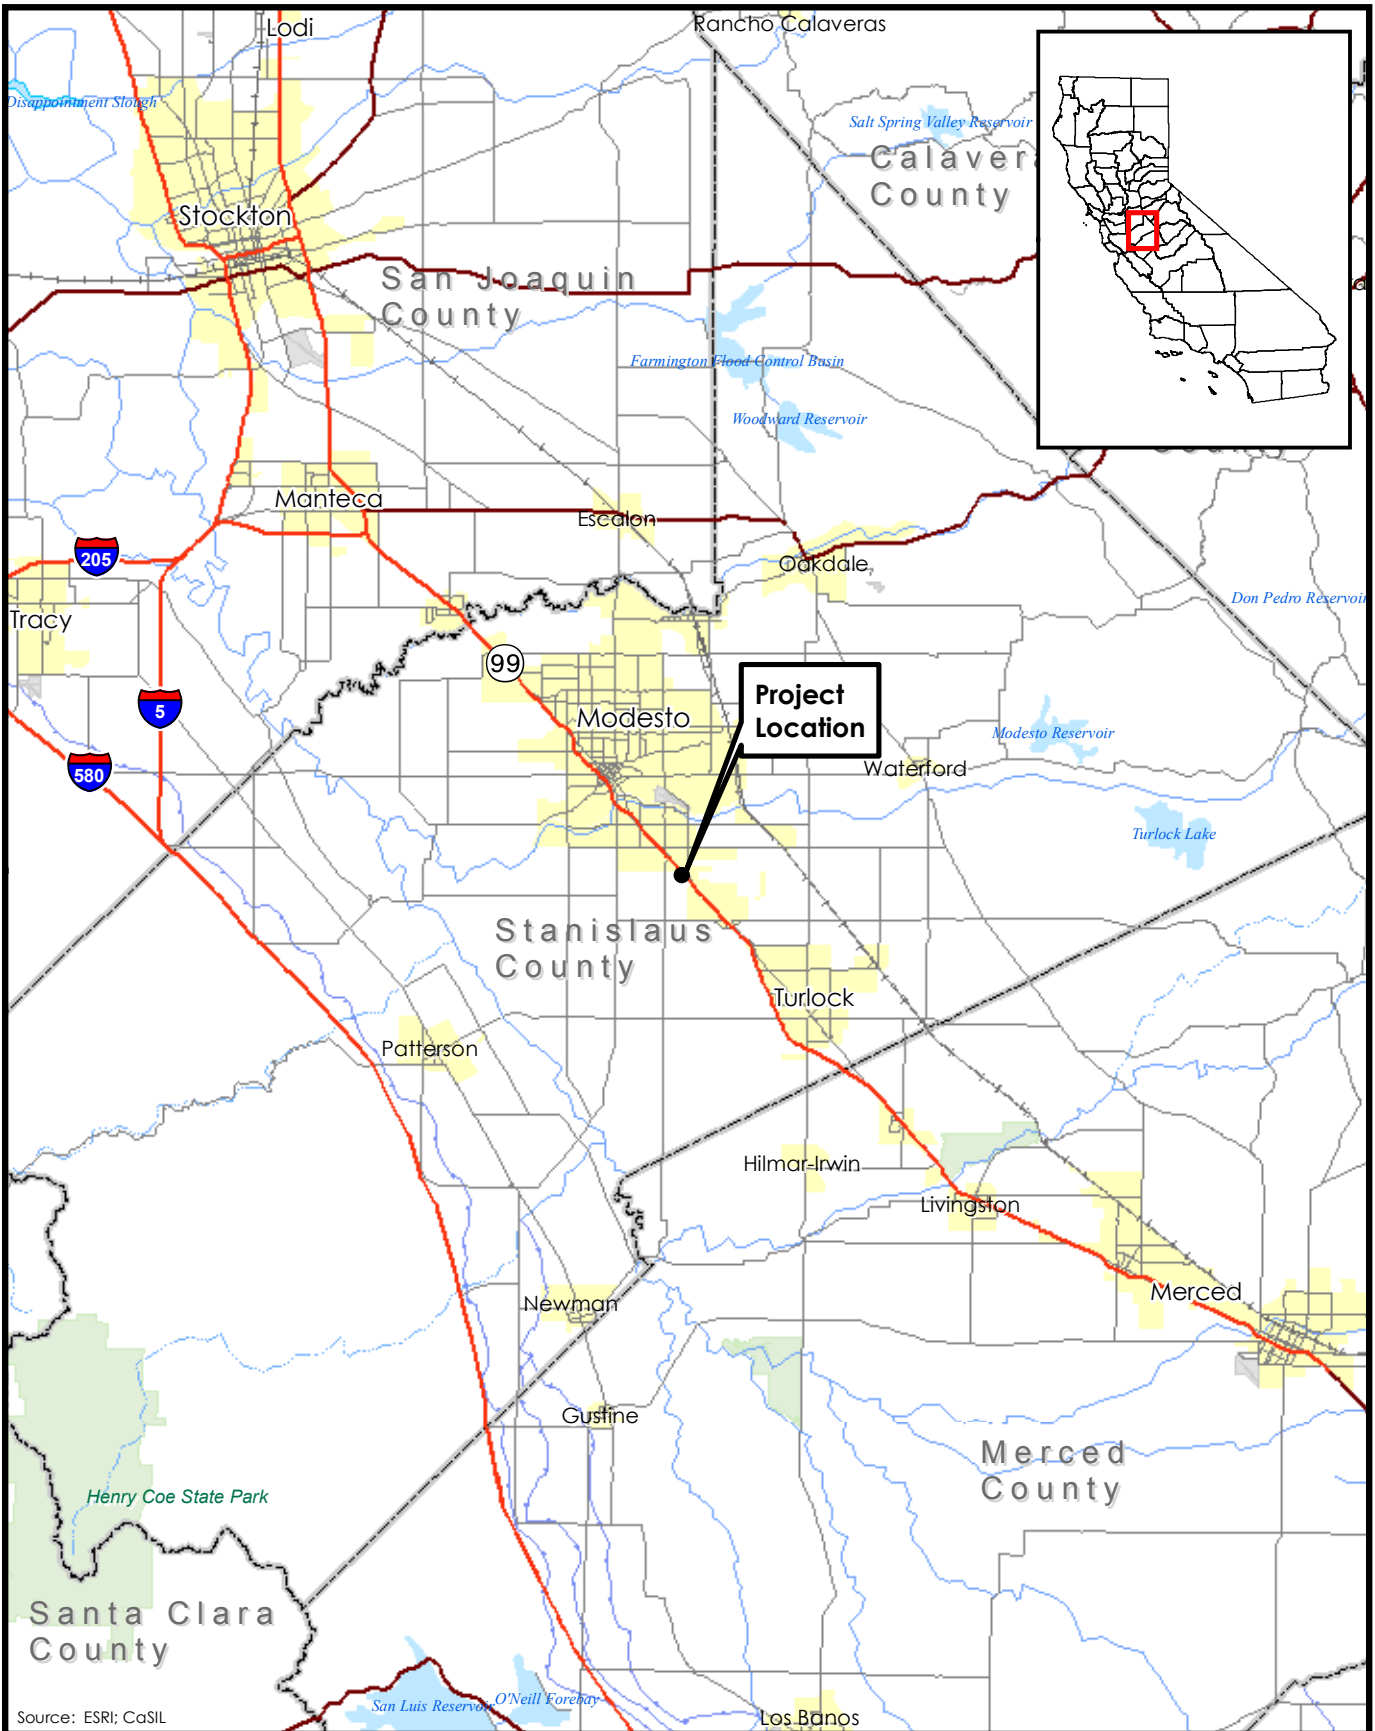 Lodi
Rancho Calaveras
Disappointment Slough
Salt Spring Valley Reservoir
Calaver
County
Stockton
San Joaquin
County
Farmington Flood Control Basin
Woodward Reservoir
Manteca
Escalon
205
Oakdale
Don Pedro Reservoir
Tracy
99
5
Project
Location
Modesto
Modesto Reservoir
580
Waterford
Turlock Lake
Stanislaus
County
Turlock
Patterson
Hilmar-Irwin
Livingston
Merced
Newman
Gustine
Merced
County
Henry Coe State Park
Santa Clara
County
San Luis Reservoir
O'Neill Forebay
Los Banos
Source: ESRI; CaSIL